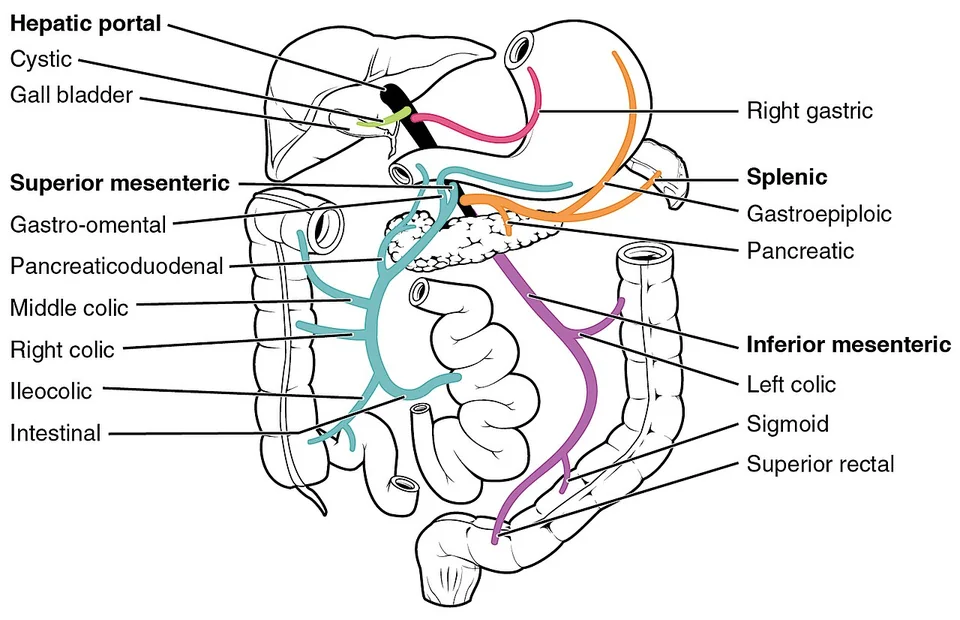 Hepatic portal
Cystic
Gall bladder
Superior mesenteric
Gastro-omental
Pancreaticoduodenal
Middle colic
Right colic
Ileocolic
Intestinal
Right gastric
Splenic
Gastroepiploic
Pancreatic
Inferior mesenteric
Left colic
Sigmoid
Superior rectal